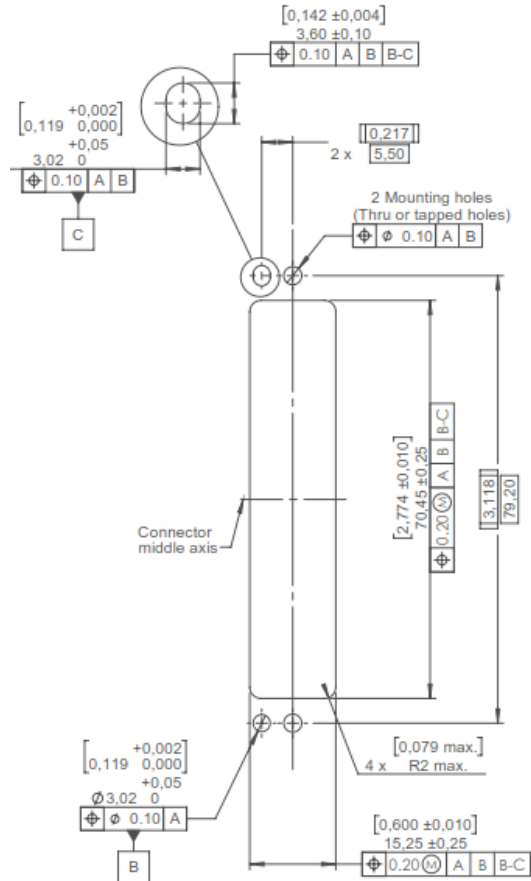 [0,142 ±0,004]
3,60 ±0,10
⌖ 0.10 A B B-C
[0,119 +0,002 0,000]
3,02 +0,05 0
⌖ 0.10 A B
C
2 x [0,217]
5,50
2 Mounting holes
(Thru or tapped holes)
⌖ ϕ 0.10 A B
[2,774 ±0,010]
70,45 ±0,25
⌖ 0.20 Ⓜ A B B-C
[3,118]
79,20
Connector
middle axis
[0,119 +0,002 0,000]
ϕ3,02 +0,05 0
⌖ ϕ 0.10 A
B
[0,079 max.]
4 x R2 max.
[0,600 ±0,010]
15,25 ±0,25
⌖ 0.20 Ⓜ A B B-C